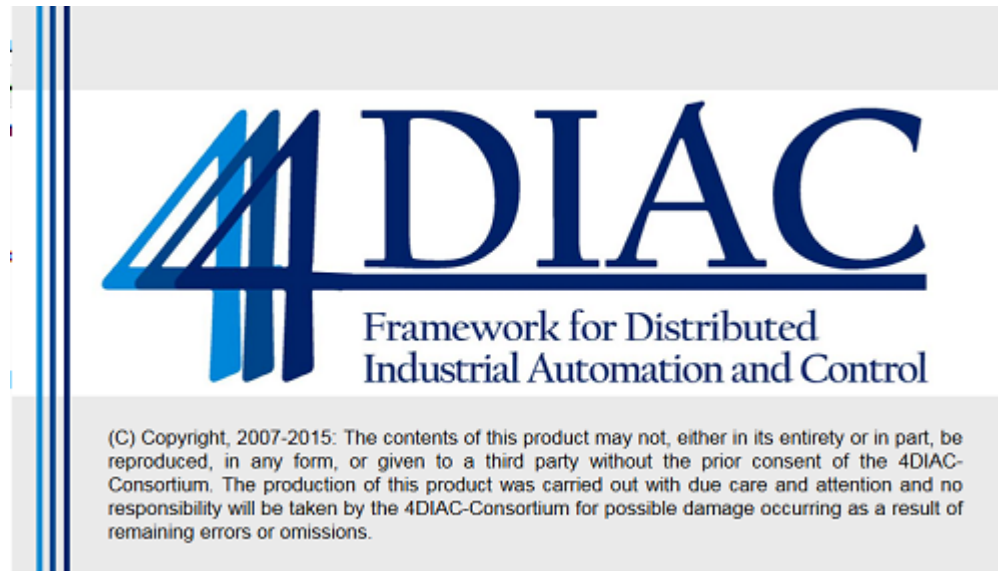 4DIAC
Framework for Distributed
Industrial Automation and Control
(C) Copyright, 2007-2015: The contents of this product may not, either in its entirety or in part, be
reproduced, in any form, or given to a third party without the prior consent of the 4DIAC-
Consortium. The production of this product was carried out with due care and attention and no
responsibility will be taken by the 4DIAC-Consortium for possible damage occurring as a result of
remaining errors or omissions.